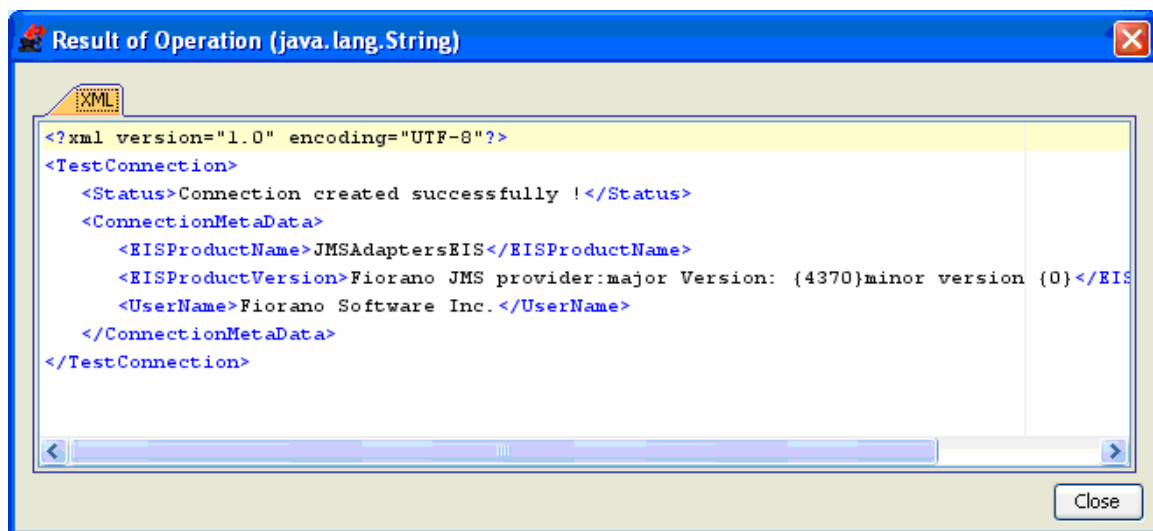 Result of Operation (java.lang.String)
XML
<?xml version="1.0" encoding="UTF-8"?>
<TestConnection>
<Status>Connection created successfully !</Status>
<ConnectionMetaData>
<EISProductName>JMSAdaptersEIS</EISProductName>
<EISProductVersion>Fiorano JMS provider:major Version: {4370}minor version {0}</EIS
<UserName>Fiorano Software Inc.</UserName>
</ConnectionMetaData>
</TestConnection>
Close